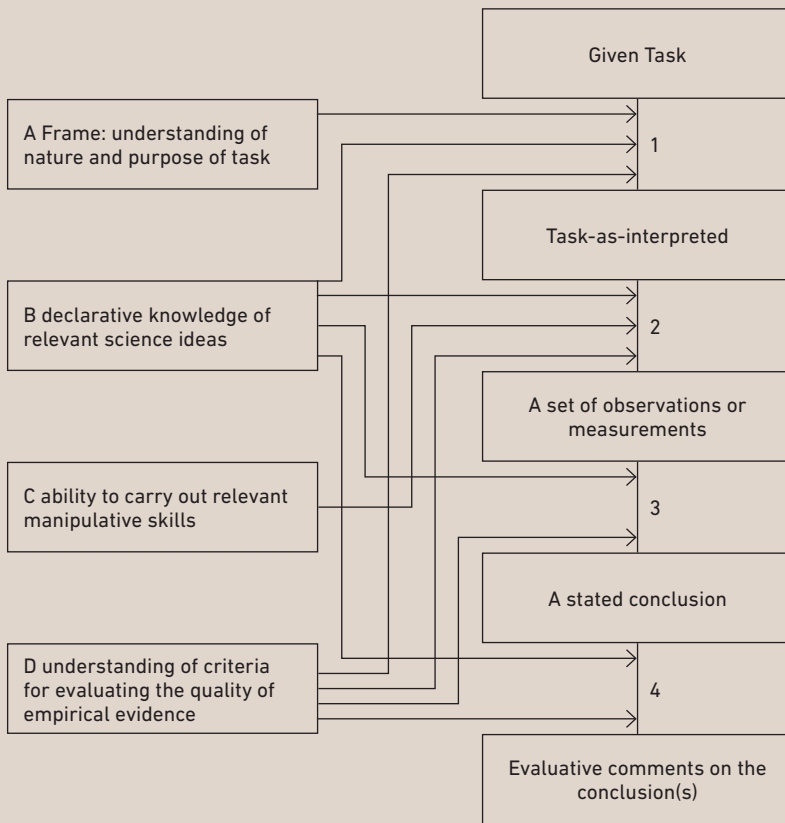 Given Task
A Frame: understanding of
nature and purpose of task
1
Task-as-interpreted
B declarative knowledge of
relevant science ideas
2
A set of observations or
measurements
C ability to carry out relevant
manipulative skills
3
A stated conclusion
D understanding of criteria
for evaluating the quality of
empirical evidence
4
Evaluative comments on the
conclusion(s)